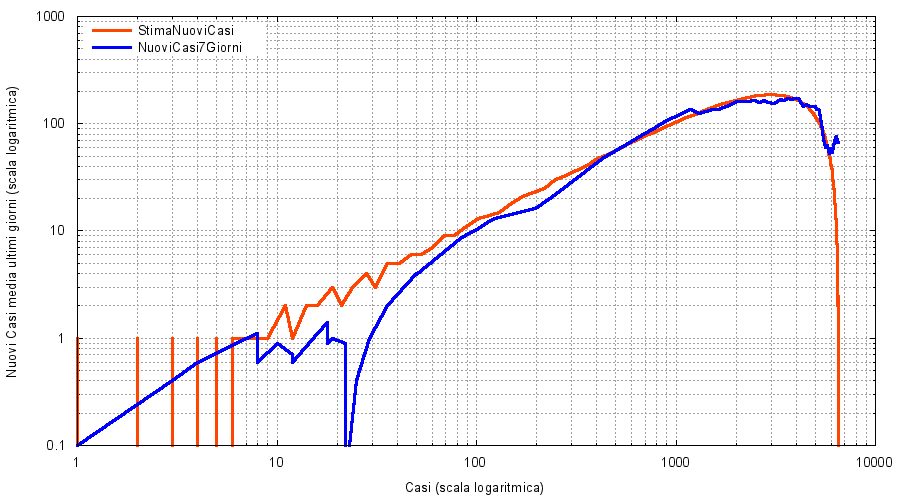 1000
100
10
1
0.1
StimaNuoviCasi
NuoviCasi7Giorni
Nuovi Casi media ultimi giorni (scala logaritmica)
1 10 100 1000 10000
Casi (scala logaritmica)